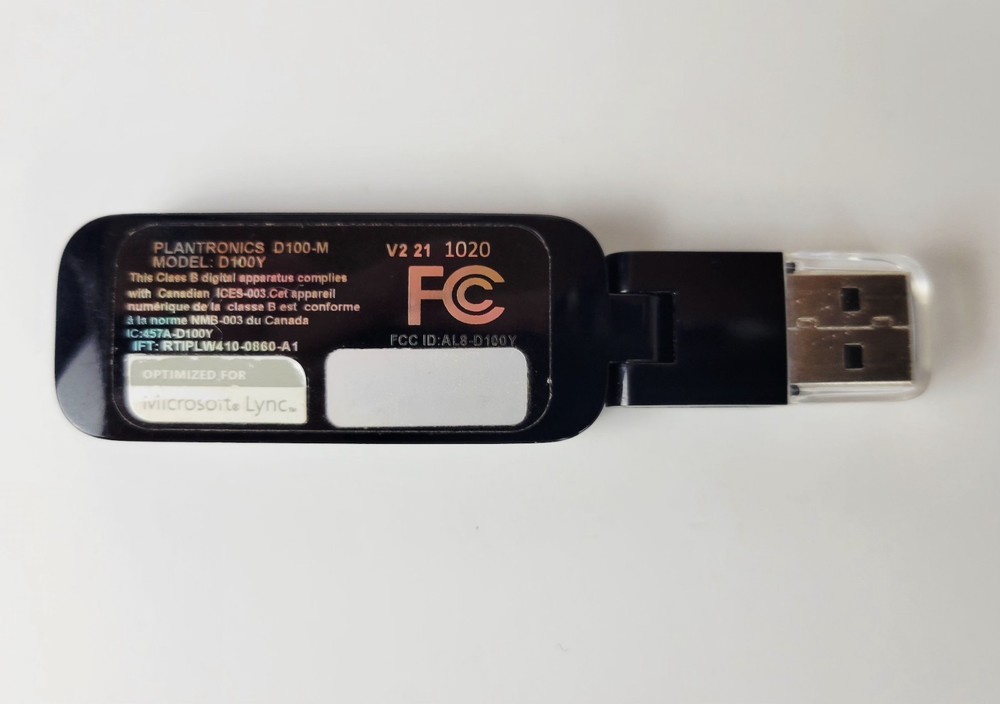 PLANTRONICS D100-M
MODEL: D100Y
This Class B digital apparatus complies
with Canadian ICES-003.Cet appareil
numérique de la classe B est conforme
à la norme NMB-003 du Canada
IC:457A-D100Y
IFT: RTIPLW410-0860-A1
V2 21 1020
FC
FCC ID:AL8-D100Y
OPTIMIZED FOR
Microsoft® Lync™